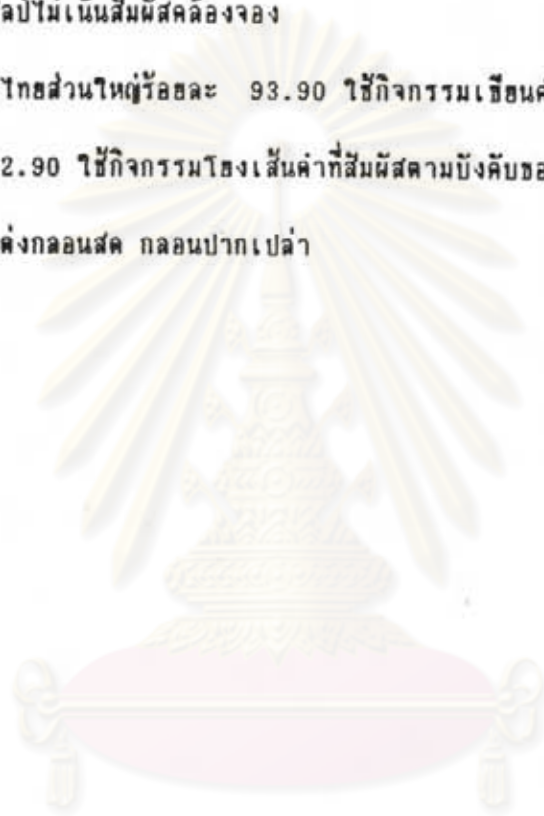 ลปไม่เน้นสัมผัสคล้องจอง
ไทยส่วนใหญ่ร้อยละ 93.90 ใช้กิจกรรมเขียนค
2.90 ใช้กิจกรรมโยงเส้นคำที่สัมผัสตามบังคับขอ
ต่งกลอนสด กลอนปากเปล่า